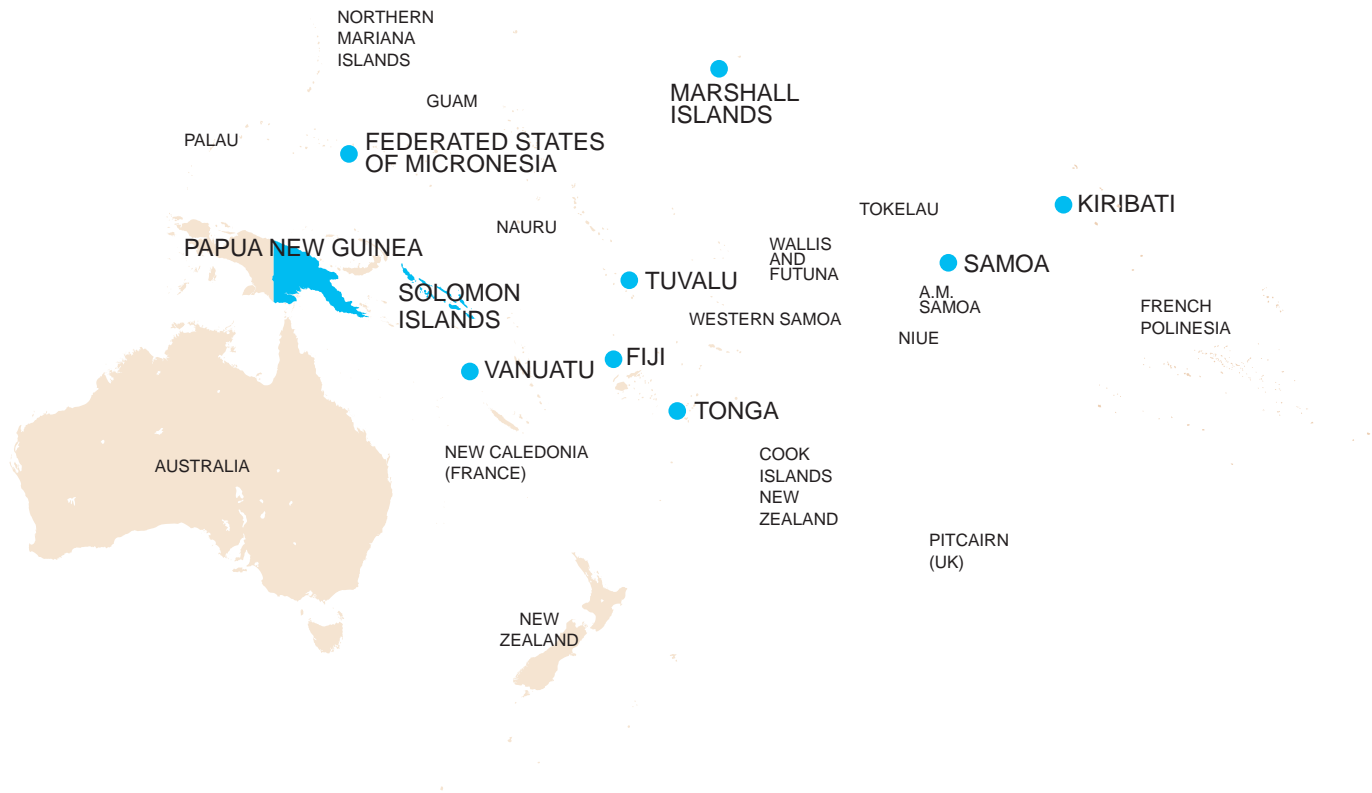 NORTHERN
MARIANA
ISLANDS
MARSHALL
ISLANDS
GUAM
PALAU
FEDERATED STATES
OF MICRONESIA
KIRIBATI
TOKELAU
NAURU
WALLIS
AND
FUTUNA
PAPUA NEW GUINEA
SAMOA
TUVALU
SOLOMON
ISLANDS
A.M.
SAMOA
FRENCH
POLINESIA
WESTERN SAMOA
NIUE
FIJI
VANUATU
TONGA
NEW CALEDONIA
(FRANCE)
COOK
ISLANDS
NEW
ZEALAND
AUSTRALIA
PITCAIRN
(UK)
NEW
ZEALAND